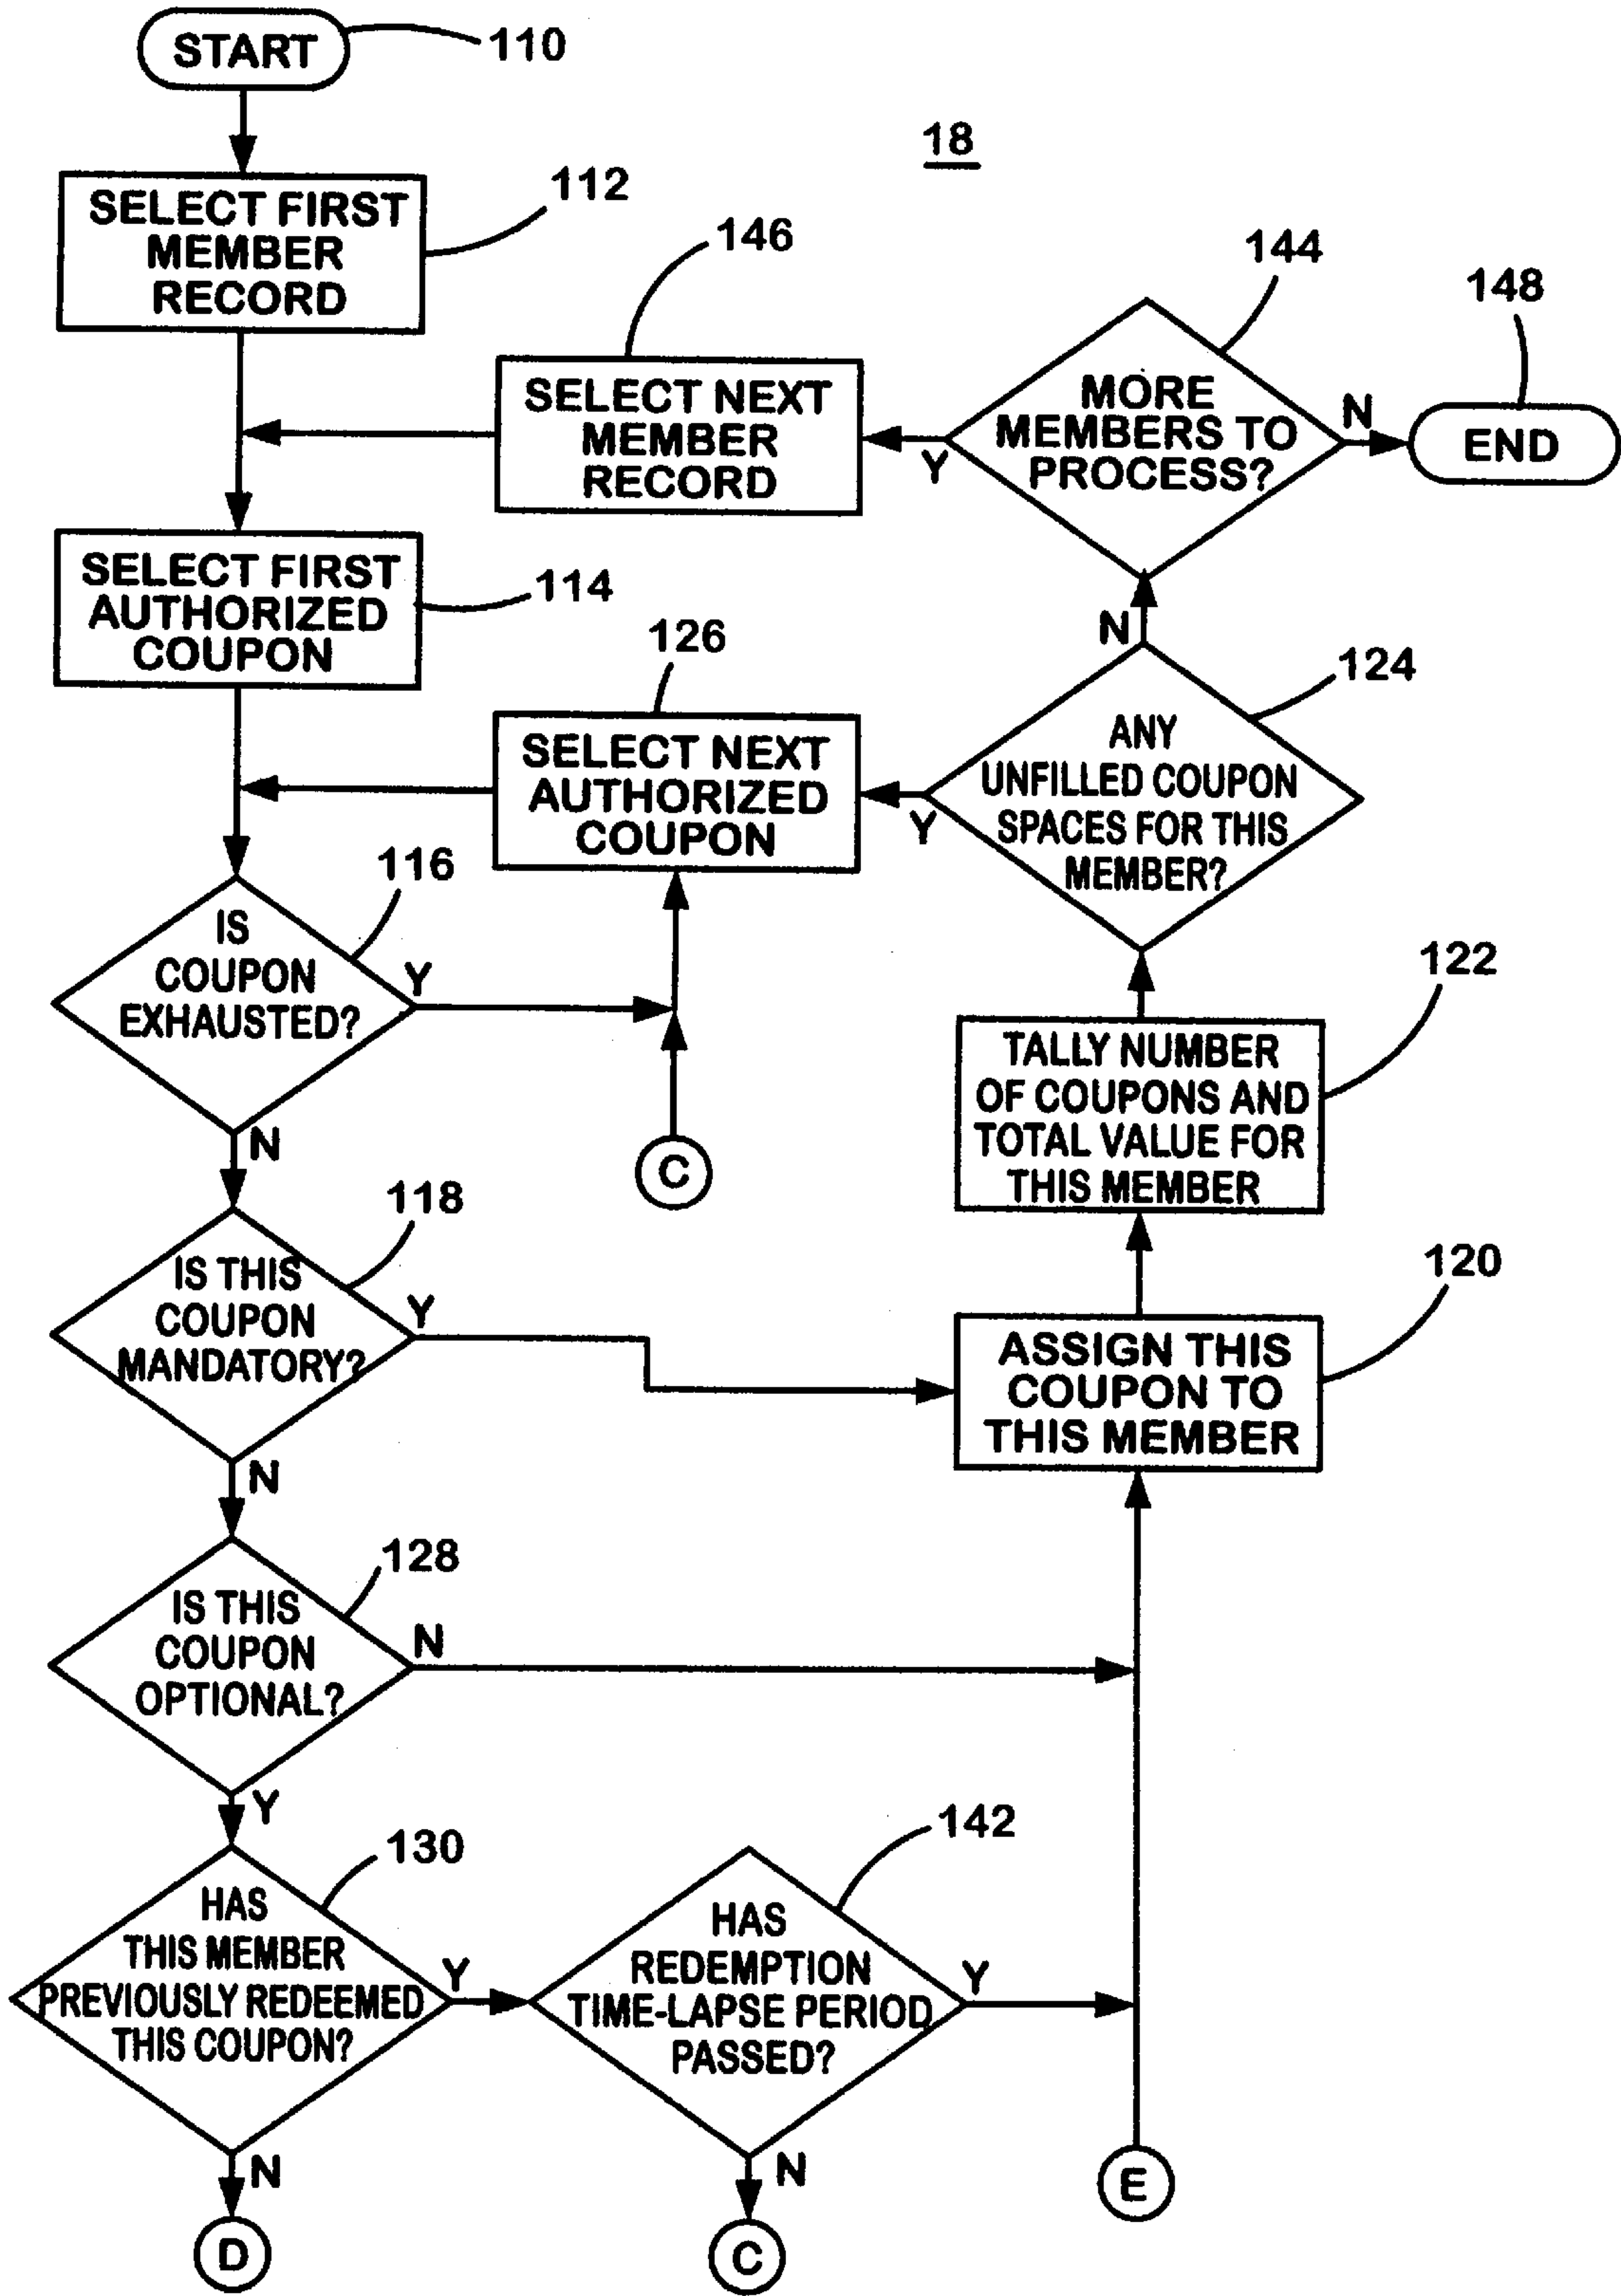 START
110
18
SELECT FIRST
MEMBER
RECORD
112
146
SELECT NEXT
MEMBER
RECORD
144
MORE
MEMBERS TO
PROCESS?
Y
N
148
END
SELECT FIRST
AUTHORIZED
COUPON
114
126
SELECT NEXT
AUTHORIZED
COUPON
N
124
ANY
UNFILLED COUPON
SPACES FOR THIS
MEMBER?
Y
116
IS
COUPON
EXHAUSTED?
Y
N
C
122
TALLY NUMBER
OF COUPONS AND
TOTAL VALUE FOR
THIS MEMBER
118
IS THIS
COUPON
MANDATORY?
Y
N
120
ASSIGN THIS
COUPON TO
THIS MEMBER
128
IS THIS
COUPON
OPTIONAL?
N
Y
130
HAS
THIS MEMBER
PREVIOUSLY REDEEMED
THIS COUPON?
Y
N
142
HAS
REDEMPTION
TIME-LAPSE PERIOD
PASSED?
Y
N
D
C
E